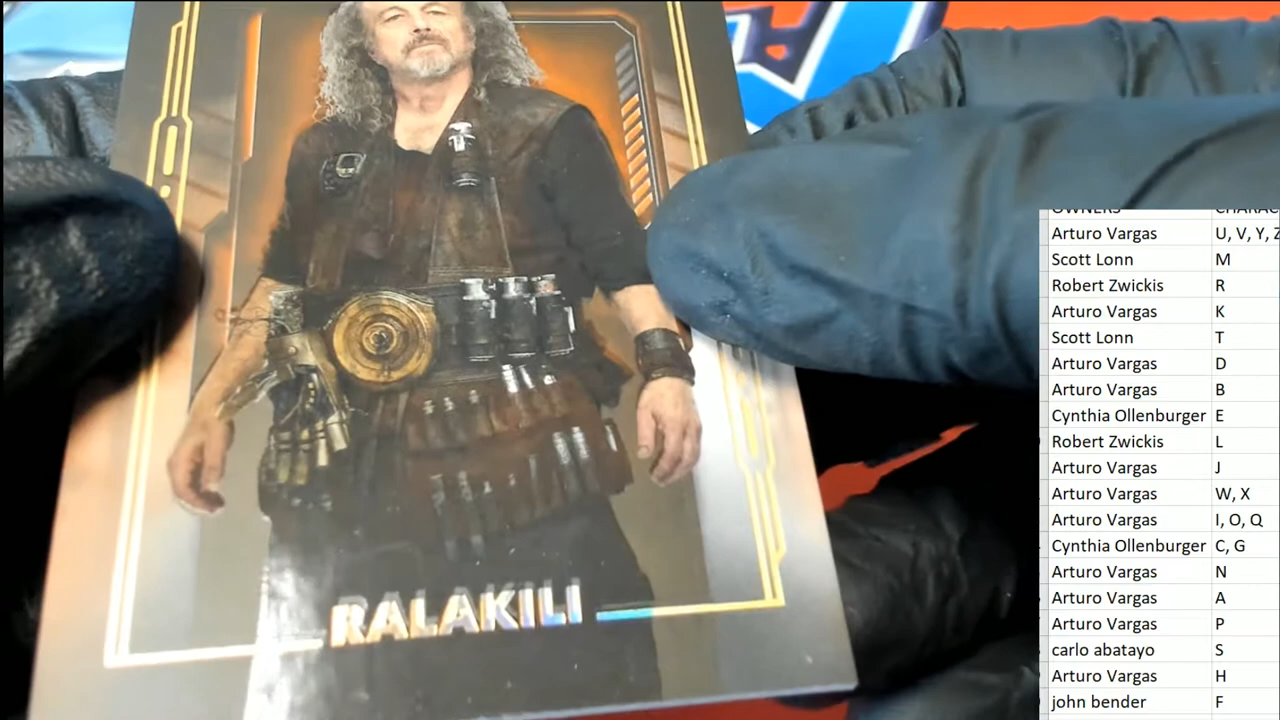 RALAKILI
OWNERS CHARAC
Arturo Vargas U, V, Y, Z
Scott Lonn M
Robert Zwickis R
Arturo Vargas K
Scott Lonn T
Arturo Vargas D
Arturo Vargas B
Cynthia Ollenburger E
Robert Zwickis L
Arturo Vargas J
Arturo Vargas W, X
Arturo Vargas I, O, Q
Cynthia Ollenburger C, G
Arturo Vargas N
Arturo Vargas A
Arturo Vargas P
carlo abatayo S
Arturo Vargas H
john bender F